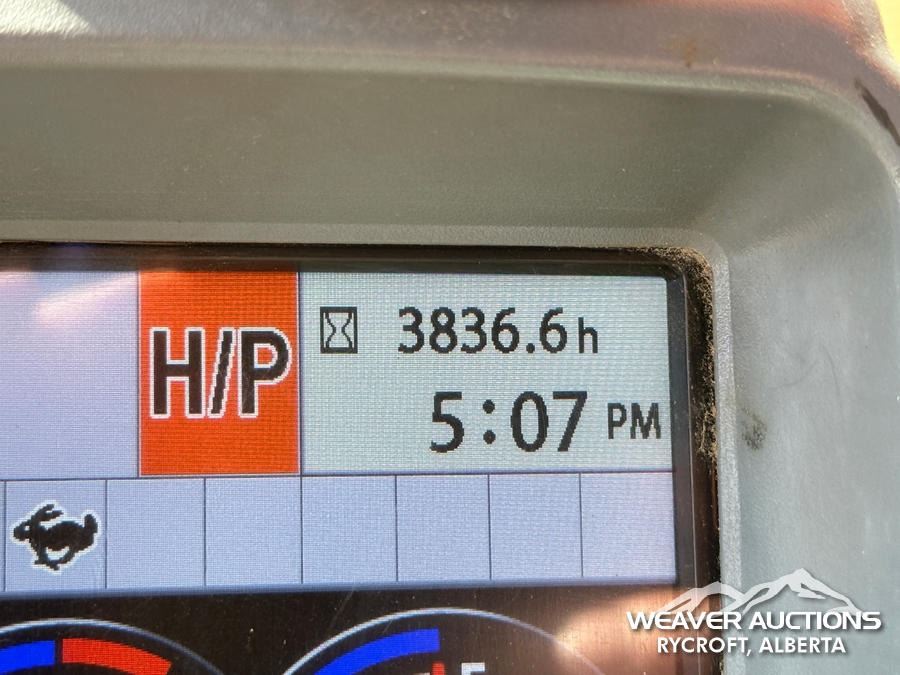 H/P
3836.6h
5:07 PM
WEAVER AUCTIONS
RYCROFT, ALBERTA